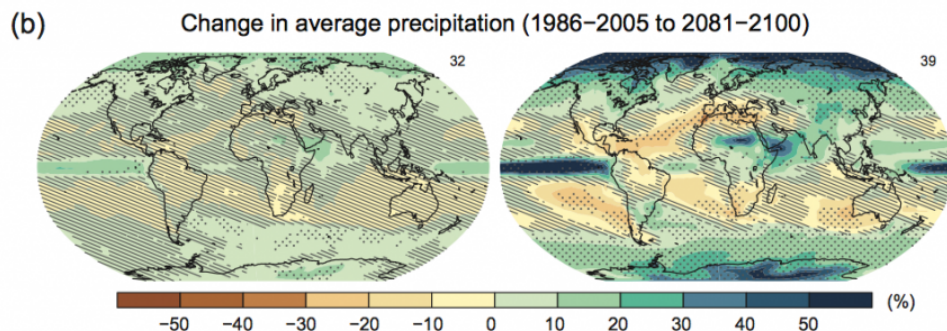 (b) Change in average precipitation (1986−2005 to 2081−2100)
32 39
−50 −40 −30 −20 −10 0 10 20 30 40 50 (%)